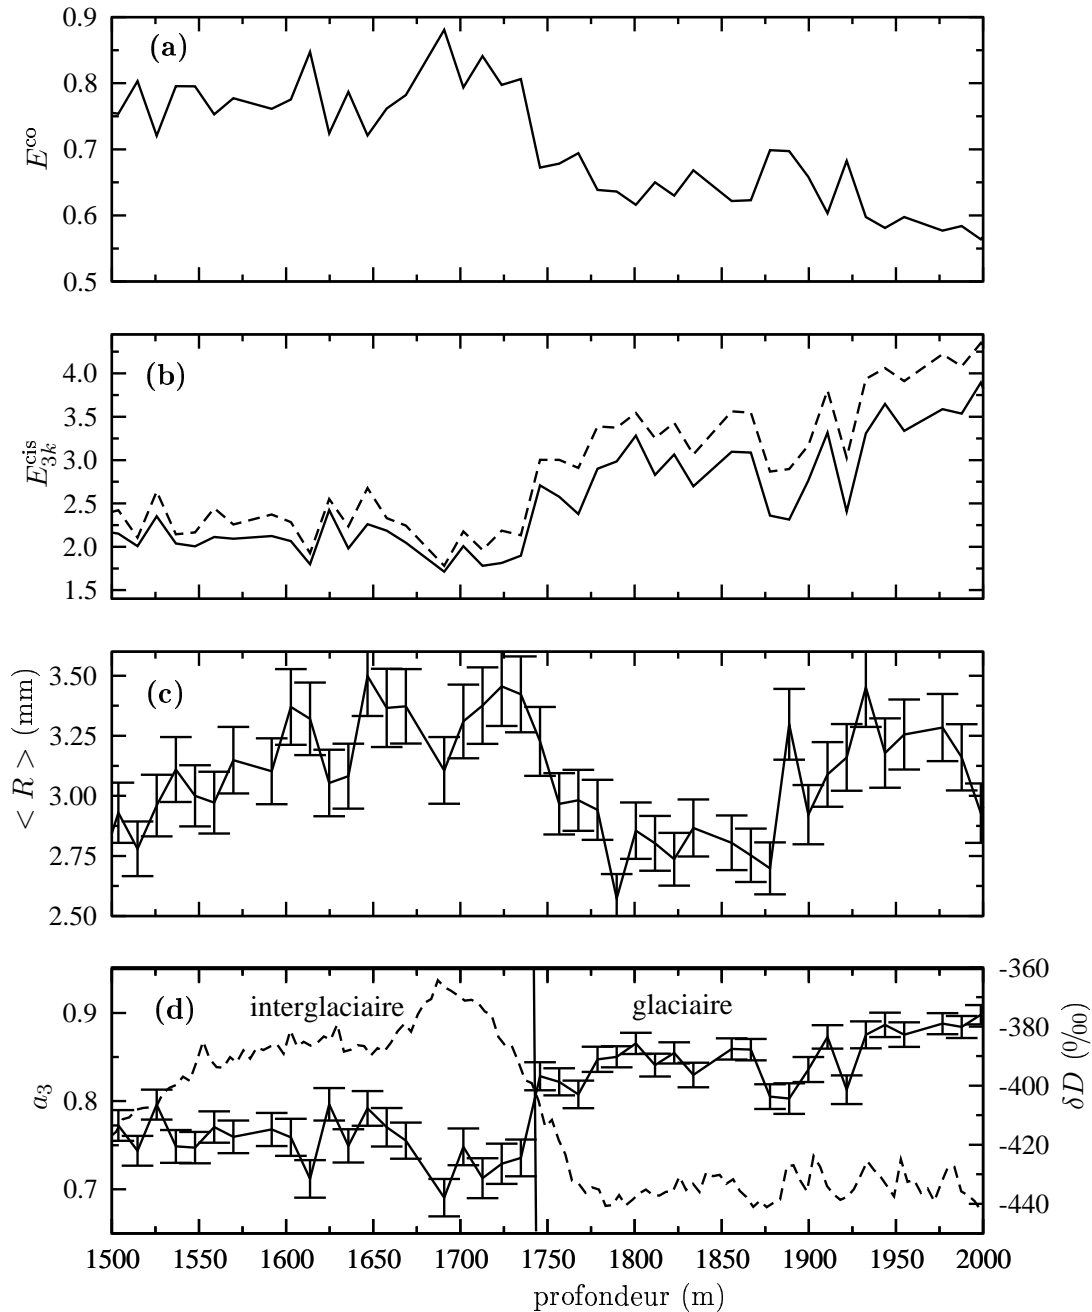 (a)
0.9
0.8
0.7
0.6
0.5
E^co
(b)
4.0
3.5
3.0
2.5
2.0
1.5
E_3k^cis
(c)
3.50
3.25
3.00
2.75
2.50
< R > (mm)
(d)
interglaciaire
glaciaire
0.9
0.8
0.7
a_3
-360
-380
-400
-420
-440
δD (0/00)
1500 1550 1600 1650 1700 1750 1800 1850 1900 1950 2000
profondeur (m)